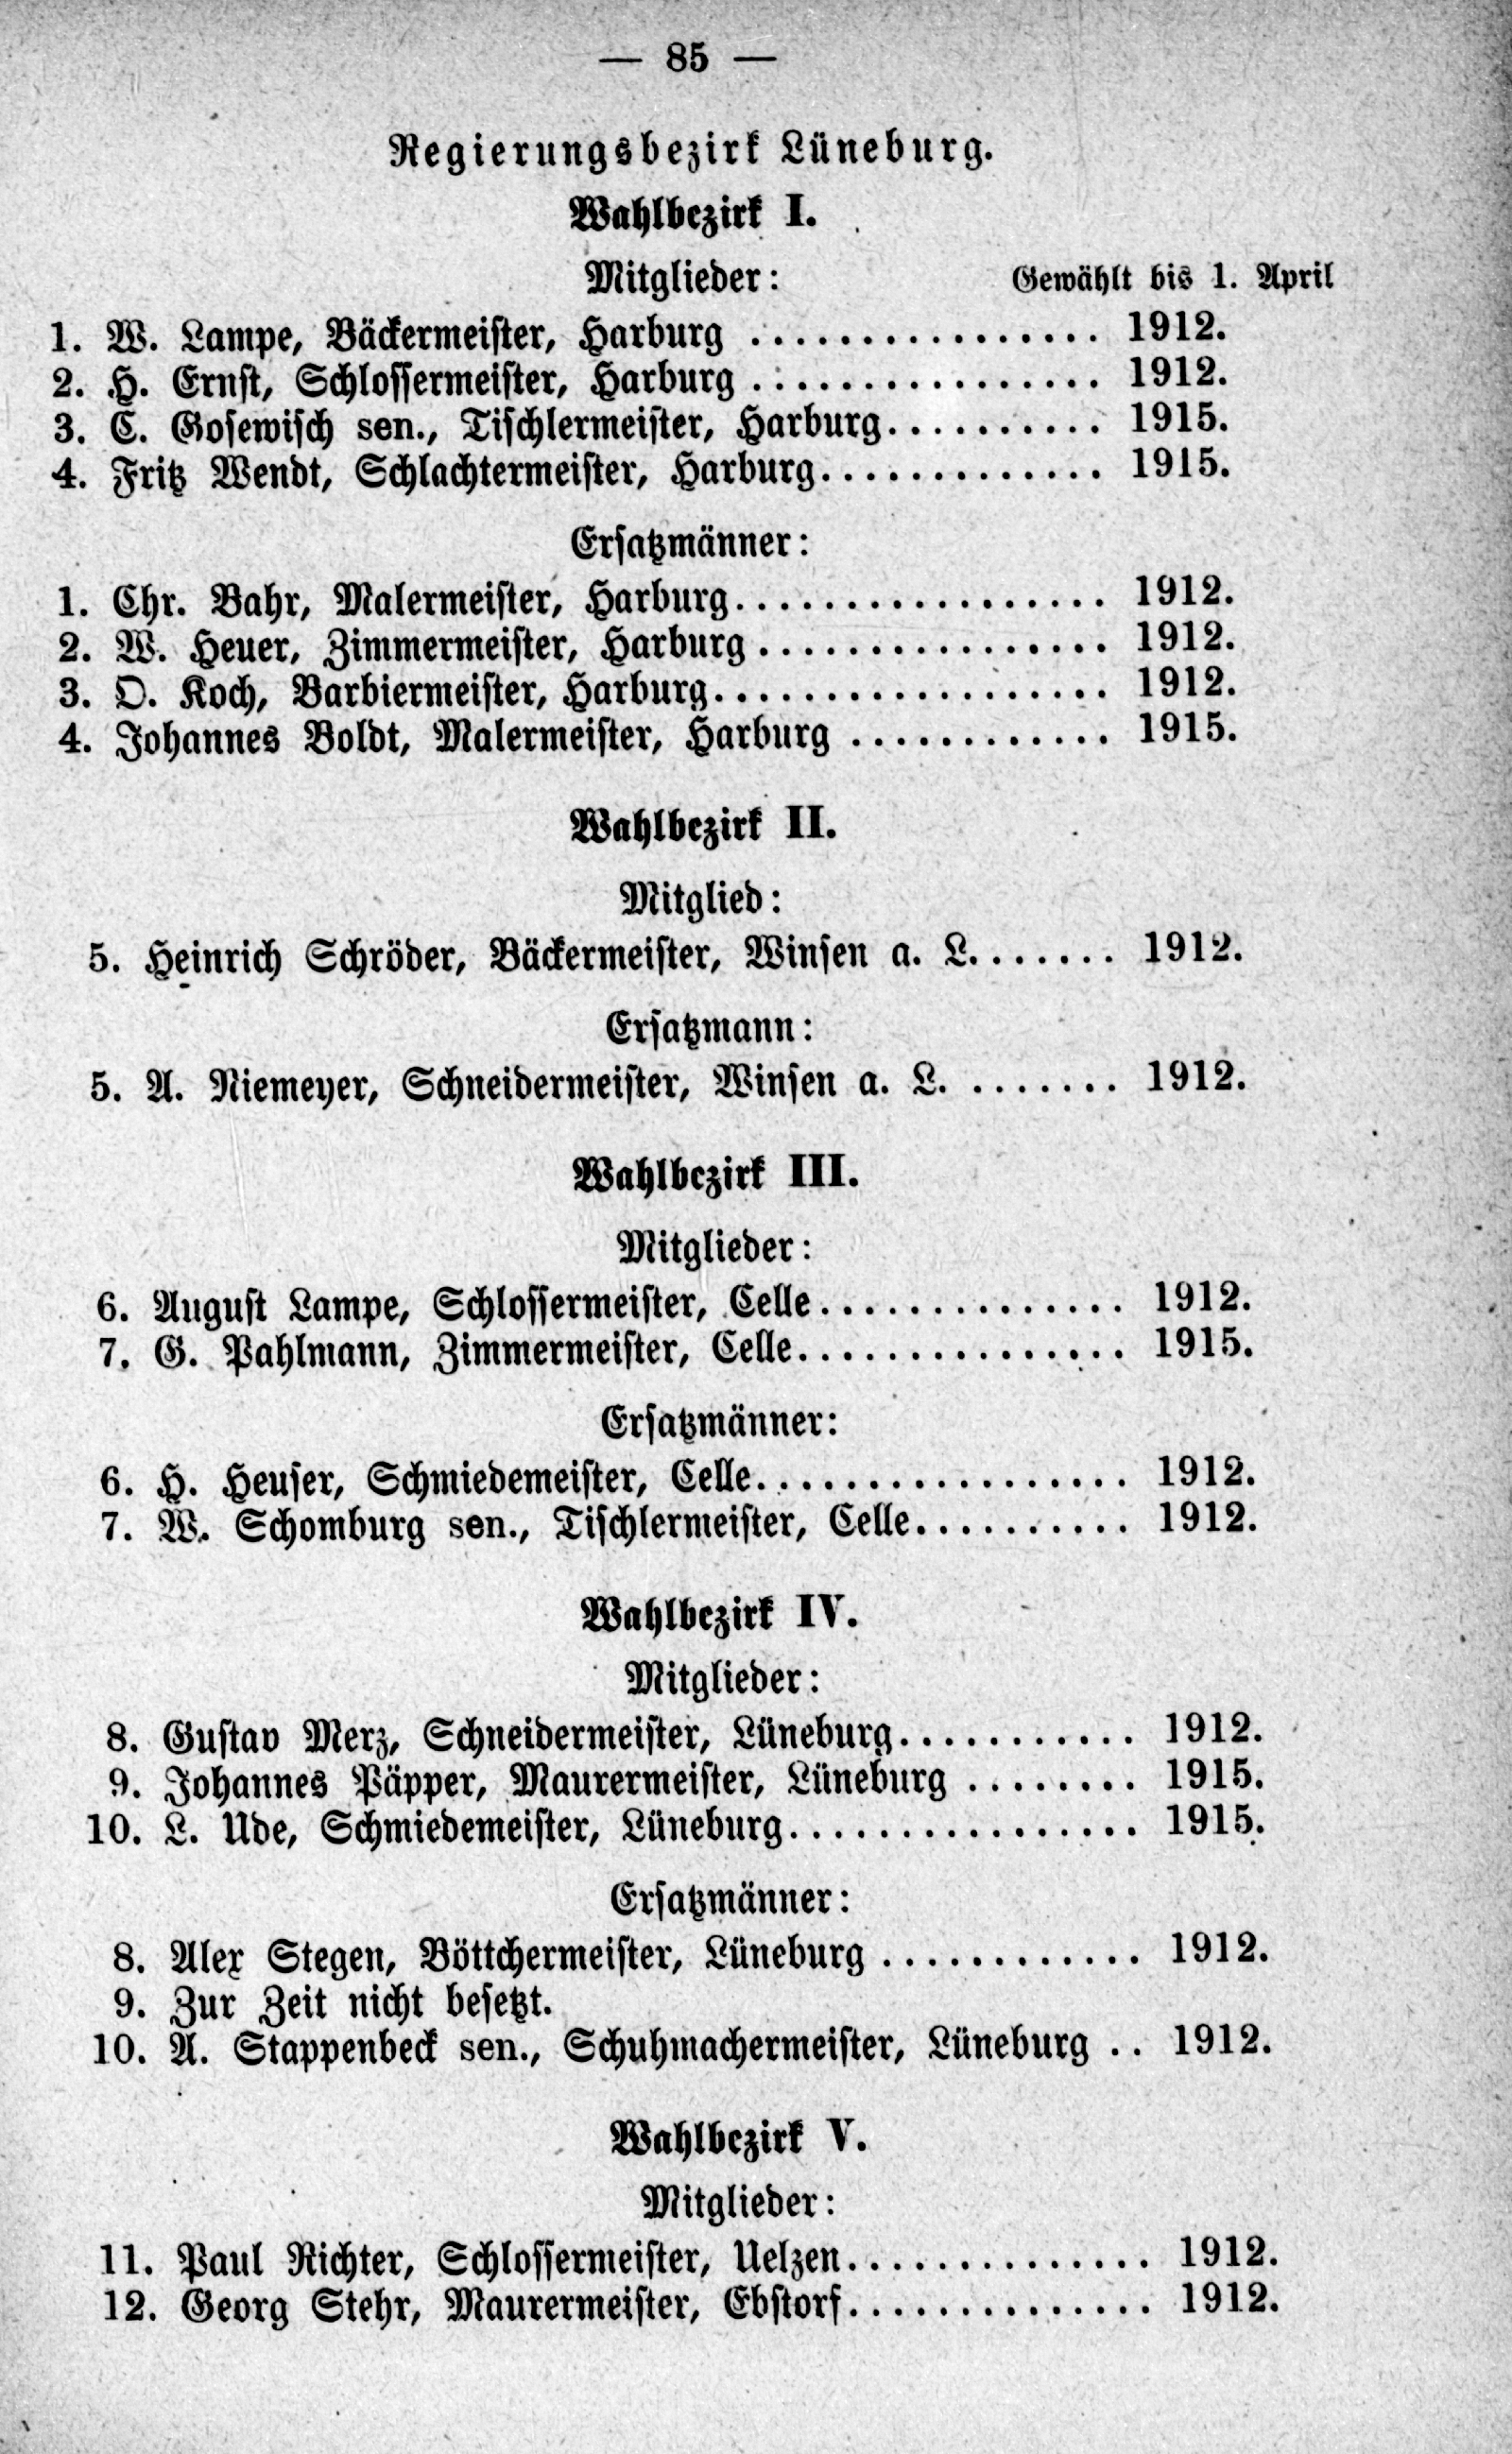 — 85 —
Regierungsbezirk Lüneburg.
Wahlbezirk I.
Mitglieder: Gewählt bis 1. April
1. W. Lampe, Bäckermeister, Harburg ................ 1912.
2. H. Ernst, Schlossermeister, Harburg ................ 1912.
3. C. Gosewisch sen., Tischlermeister, Harburg.......... 1915.
4. Fritz Wendt, Schlachtermeister, Harburg............. 1915.
Ersatzmänner:
1. Chr. Bahr, Malermeister, Harburg................. 1912.
2. W. Heuer, Zimmermeister, Harburg ................ 1912.
3. O. Koch, Barbiermeister, Harburg.................. 1912.
4. Johannes Boldt, Malermeister, Harburg ............ 1915.
Wahlbezirk II.
Mitglied:
5. Heinrich Schröder, Bäckermeister, Winsen a. L....... 1912.
Ersatzmann:
5. A. Niemeyer, Schneidermeister, Winsen a. L. ....... 1912.
Wahlbezirk III.
Mitglieder:
6. August Lampe, Schlossermeister, Celle.............. 1912.
7. G. Pahlmann, Zimmermeister, Celle............... 1915.
Ersatzmänner:
6. H. Heuser, Schmiedemeister, Celle................. 1912.
7. W. Schomburg sen., Tischlermeister, Celle.......... 1912.
Wahlbezirk IV.
Mitglieder:
8. Gustav Merz, Schneidermeister, Lüneburg........... 1912.
9. Johannes Päpper, Maurermeister, Lüneburg ........ 1915.
10. L. Ude, Schmiedemeister, Lüneburg................ 1915.
Ersatzmänner:
8. Alex Stegen, Böttchermeister, Lüneburg ............ 1912.
9. Zur Zeit nicht besetzt.
10. A. Stappenbeck sen., Schuhmachermeister, Lüneburg .. 1912.
Wahlbezirk V.
Mitglieder:
11. Paul Richter, Schlossermeister, Uelzen.............. 1912.
12. Georg Stehr, Maurermeister, Ebstorf.............. 1912.